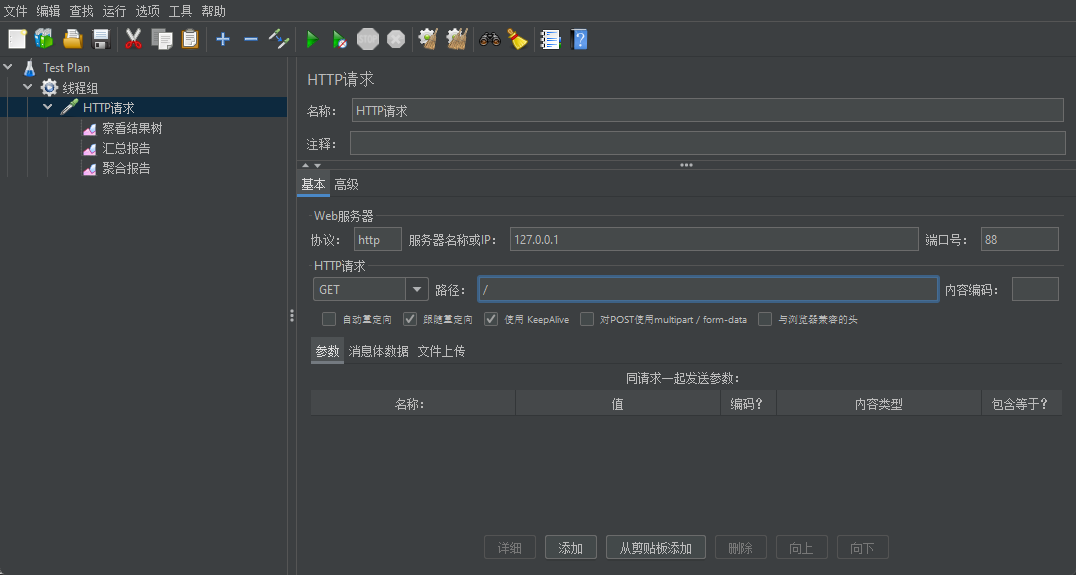 文件 编辑 查找 运行 选项 工具 帮助
Test Plan
线程组
HTTP请求
察看结果树
汇总报告
聚合报告
HTTP请求
名称： HTTP请求
注释：
基本 高级
Web服务器
协议： http 服务器名称或IP： 127.0.0.1 端口号： 88
HTTP请求
GET 路径： / 内容编码：
自动重定向 跟随重定向 使用 KeepAlive 对POST使用multipart / form-data 与浏览器兼容的头
参数 消息体数据 文件上传
同请求一起发送参数：
名称： 值 编码？ 内容类型 包含等于？
详细 添加 从剪贴板添加 删除 向上 向下